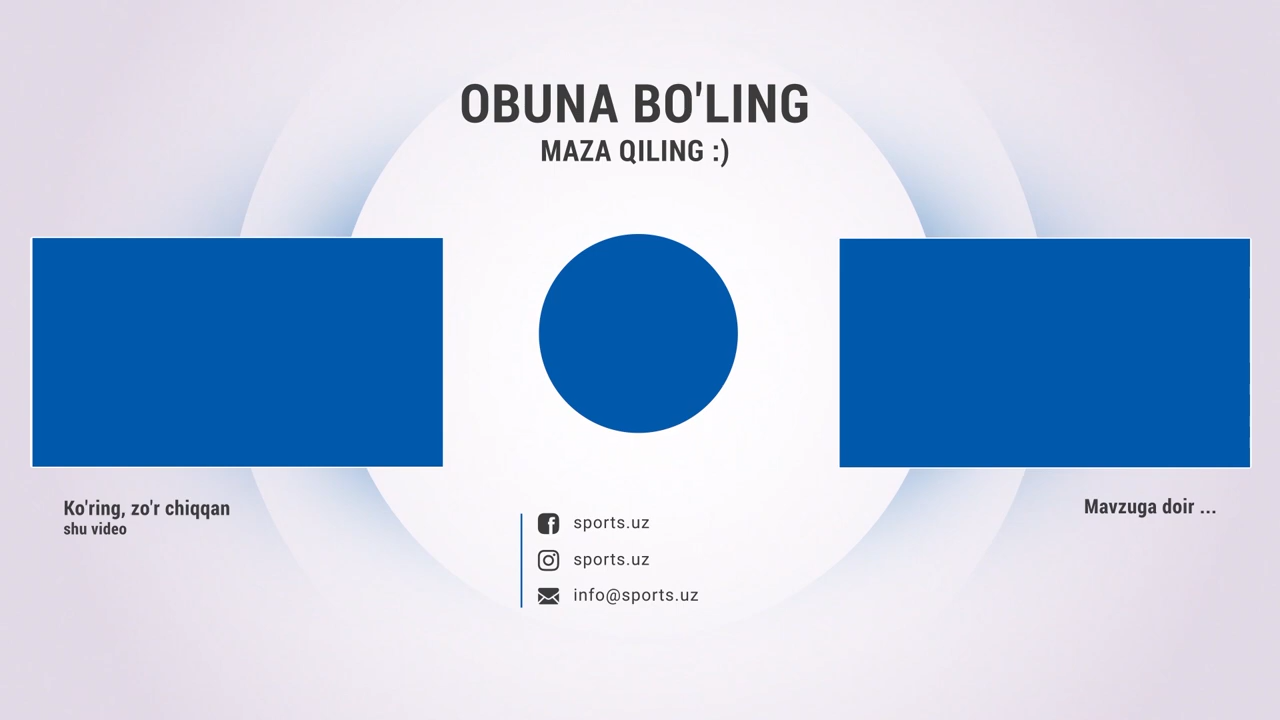 OBUNA BO'LING
MAZA QILING :)
Ko'ring, zo'r chiqqan
shu video
Mavzuga doir ...
sports.uz
sports.uz
info@sports.uz